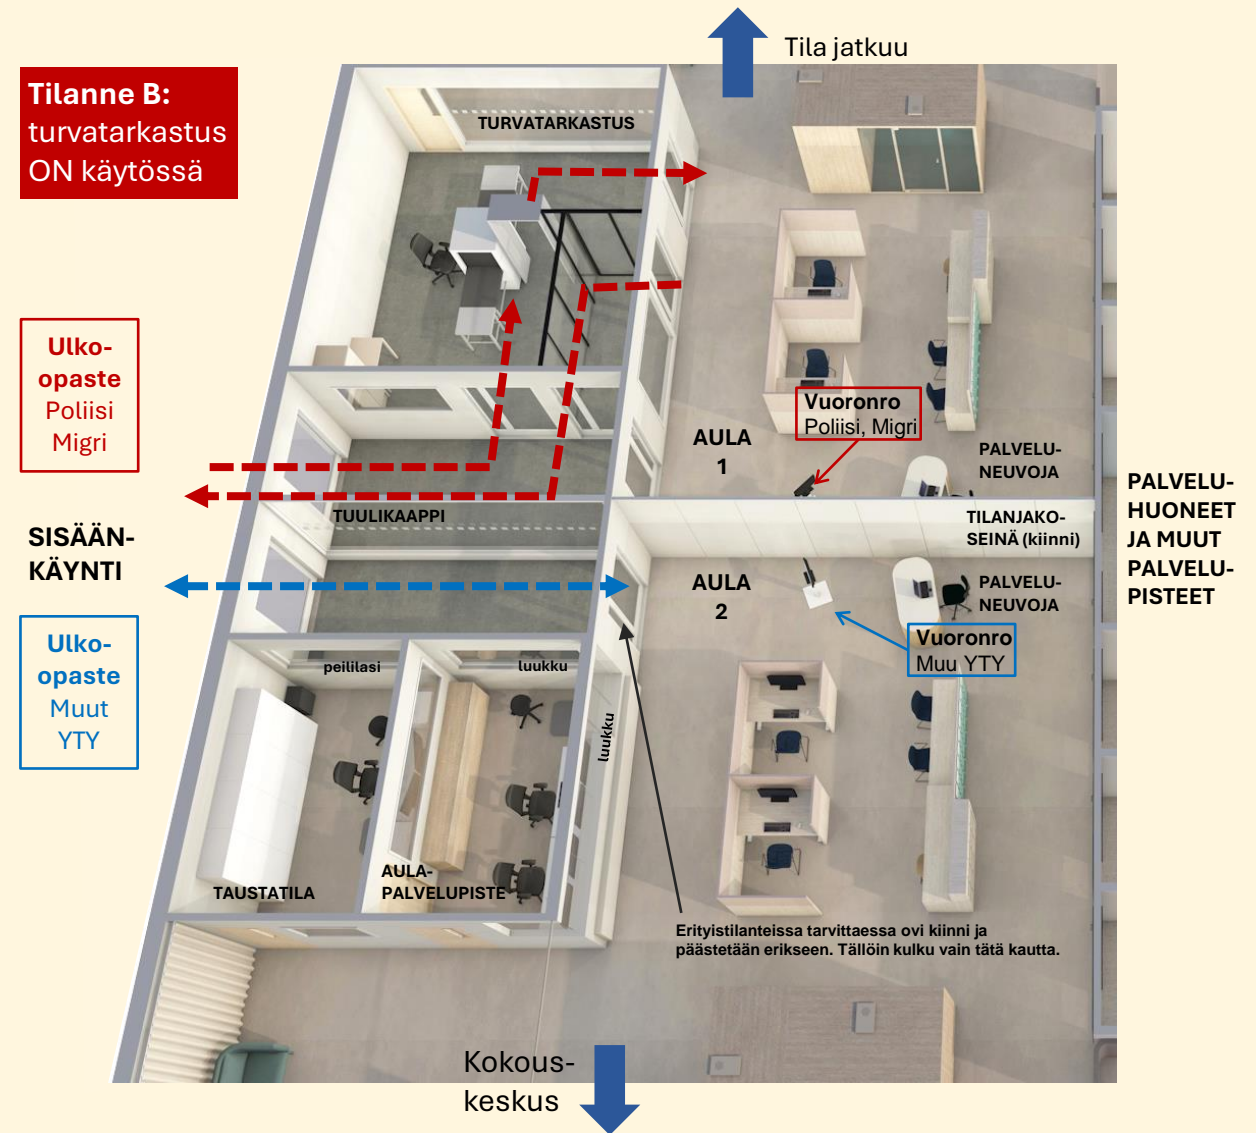 Tila jatkuu
Tilanne B:
turvatarkastus
ON käytössä
TURVATARKASTUS
Ulko-
opaste
Poliisi
Migri
Vuoronro
Poliisi, Migri
AULA
1
PALVELU-
NEUVOJA
PALVELU-
HUONEET
JA MUUT
PALVELU-
PISTEET
TUULIKAAPPI
TILANJAKO-
SEINÄ (kiinni)
SISÄÄN-
KÄYNTI
AULA
2
PALVELU-
NEUVOJA
Ulko-
opaste
Muut
YTY
Vuoronro
Muu YTY
peililasi
luukku
luukku
TAUSTATILA
AULA-
PALVELUPISTE
Erityistilanteissa tarvittaessa ovi kiinni ja
päästetään erikseen. Tällöin kulku vain tätä kautta.
Kokous-
keskus